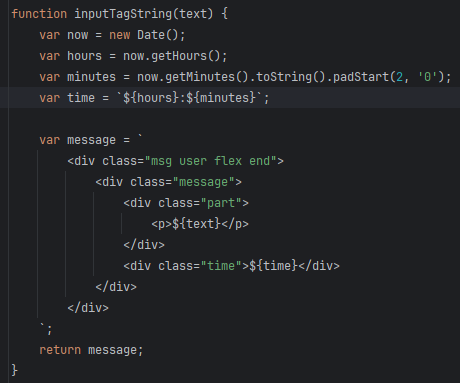 function inputTagString(text) {
    var now = new Date();
    var hours = now.getHours();
    var minutes = now.getMinutes().toString().padStart(2, '0');
    var time = `${hours}:${minutes}`;

    var message = `
        <div class="msg user flex end">
            <div class="message">
                <div class="part">
                    <p>${text}</p>
                </div>
                <div class="time">${time}</div>
            </div>
        </div>
    `;
    return message;
}